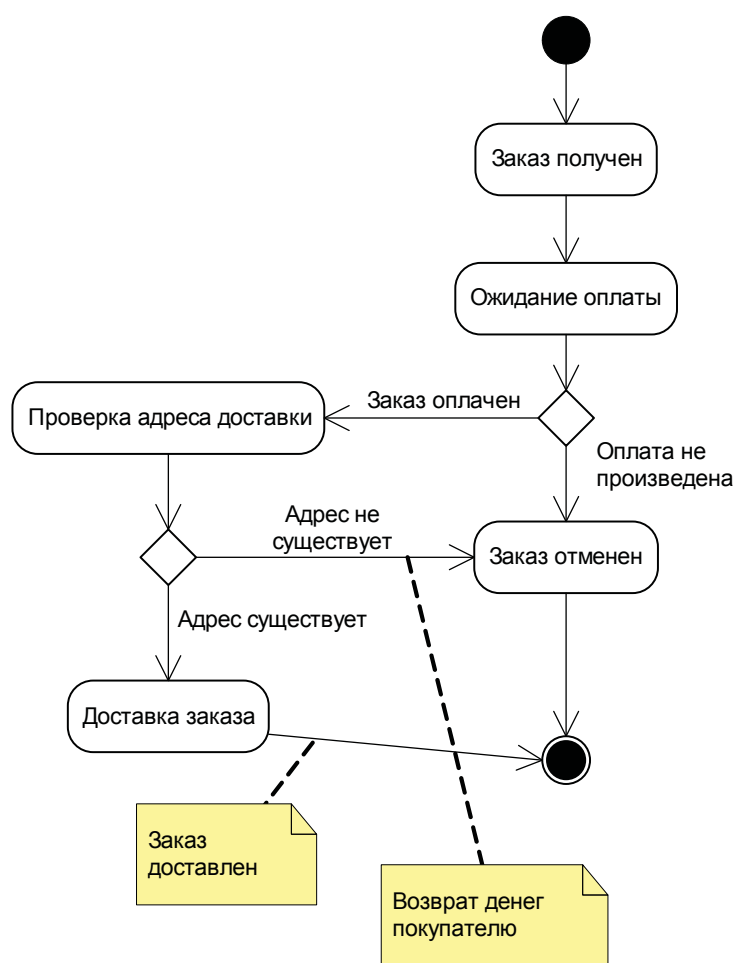 Заказ получен
Ожидание оплаты
Заказ оплачен
Проверка адреса доставки
Оплата не
произведена
Адрес не
существует
Заказ отменен
Адрес существует
Доставка заказа
Заказ
доставлен
Возврат денег
покупателю